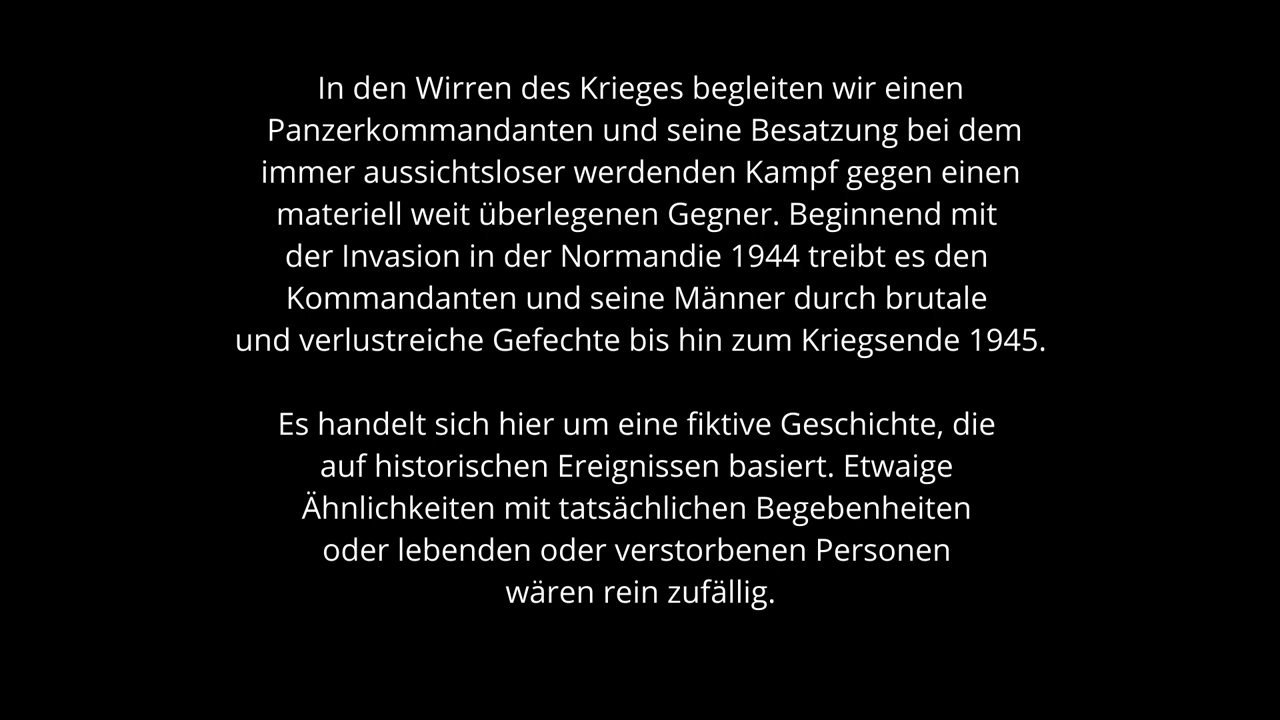 In den Wirren des Krieges begleiten wir einen
Panzerkommandanten und seine Besatzung bei dem
immer aussichtsloser werdenden Kampf gegen einen
materiell weit überlegenen Gegner. Beginnend mit
der Invasion in der Normandie 1944 treibt es den
Kommandanten und seine Männer durch brutale
und verlustreiche Gefechte bis hin zum Kriegsende 1945.
Es handelt sich hier um eine fiktive Geschichte, die
auf historischen Ereignissen basiert. Etwaige
Ähnlichkeiten mit tatsächlichen Begebenheiten
oder lebenden oder verstorbenen Personen
wären rein zufällig.